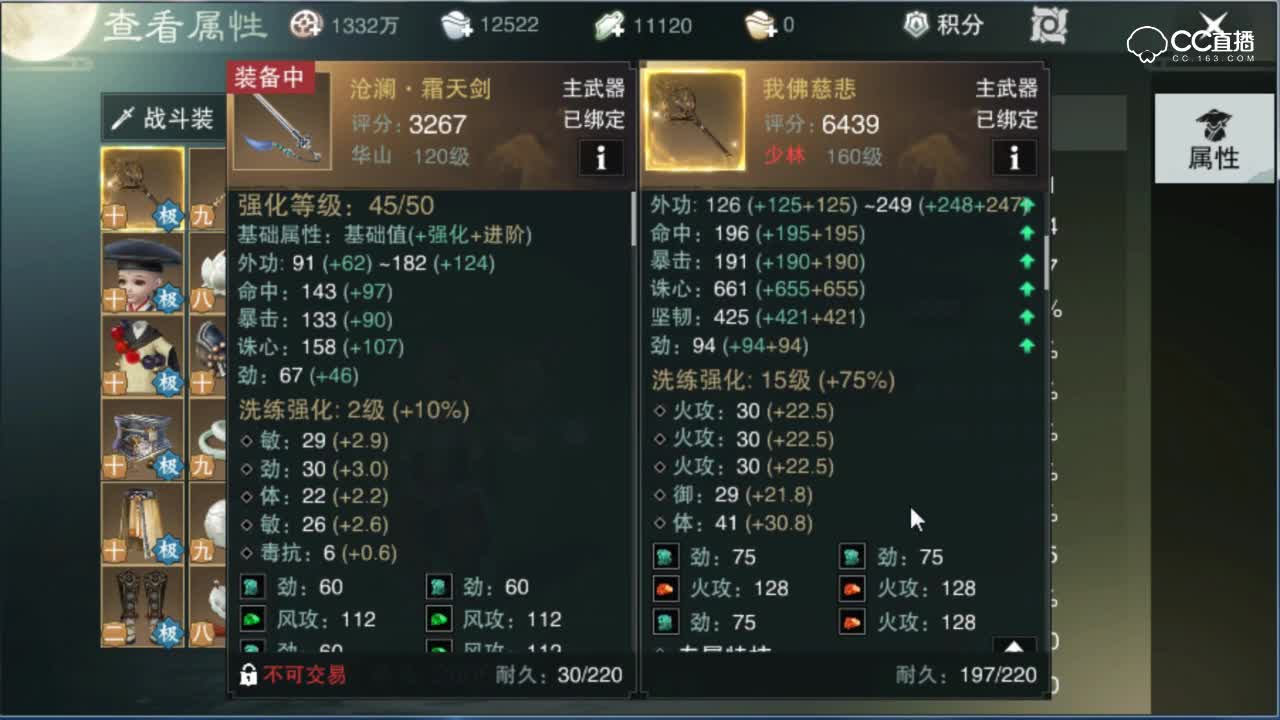 查看属性 1332万 12522 11120 0 积分
CC直播
CC.163.COM
战斗装
属性
装备中
沧澜·霜天剑 主武器
评分: 3267 已绑定
华山 120级
强化等级: 45/50
基础属性: 基础值(+强化+进阶)
外功: 91 (+62) ~182 (+124)
命中: 143 (+97)
暴击: 133 (+90)
诛心: 158 (+107)
劲: 67 (+46)
洗练强化: 2级 (+10%)
敏: 29 (+2.9)
劲: 30 (+3.0)
体: 22 (+2.2)
敏: 26 (+2.6)
毒抗: 6 (+0.6)
劲: 60 劲: 60
风攻: 112 风攻: 112
劲: 60 风攻: 112
不可交易 耐久: 30/220
我佛慈悲 主武器
评分: 6439 已绑定
少林 160级
外功: 126 (+125+125) ~249 (+248+247)
命中: 196 (+195+195)
暴击: 191 (+190+190)
诛心: 661 (+655+655)
坚韧: 425 (+421+421)
劲: 94 (+94+94)
洗练强化: 15级 (+75%)
火攻: 30 (+22.5)
火攻: 30 (+22.5)
火攻: 30 (+22.5)
御: 29 (+21.8)
体: 41 (+30.8)
劲: 75 劲: 75
火攻: 128 火攻: 128
劲: 75 火攻: 128
耐久: 197/220
十 极 九
十 极 八
十 极 十
十 极 九
十 极 九
二 极 八